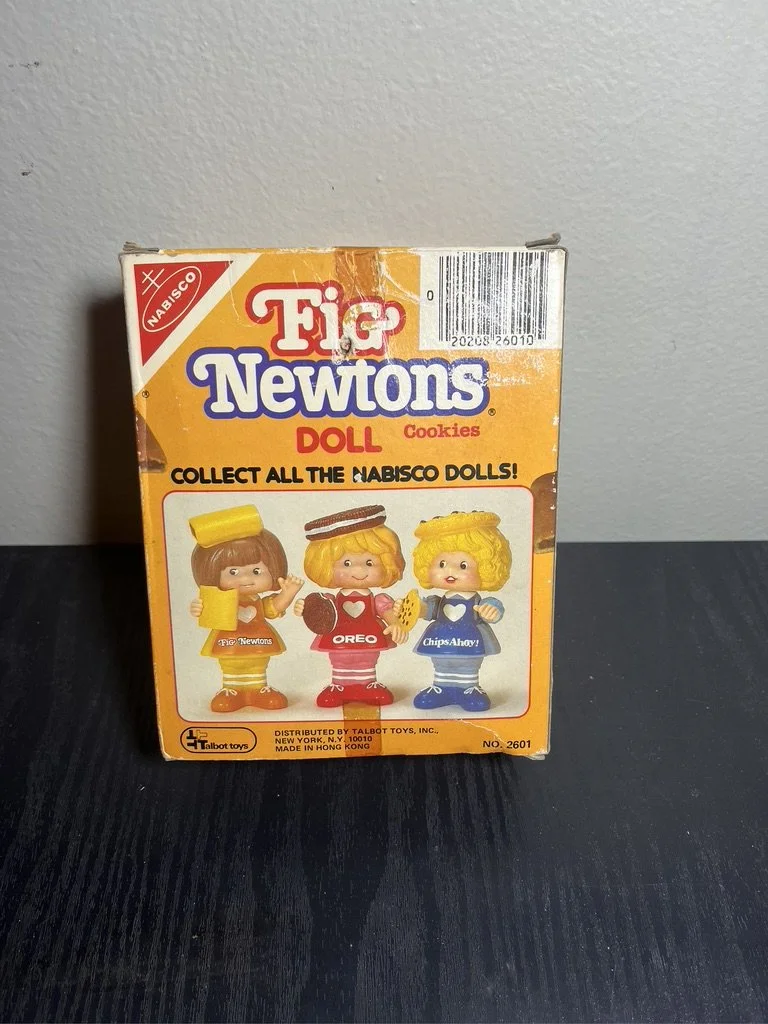 NABISCO
Fig
Newtons®
®
DOLL Cookies
0 20208 26010
COLLECT ALL THE NABISCO DOLLS!
Fig Newtons
OREO
Chips Ahoy!
Talbot toys
DISTRIBUTED BY TALBOT TOYS, INC.,
NEW YORK, N.Y. 10010
MADE IN HONG KONG
NO. 2601